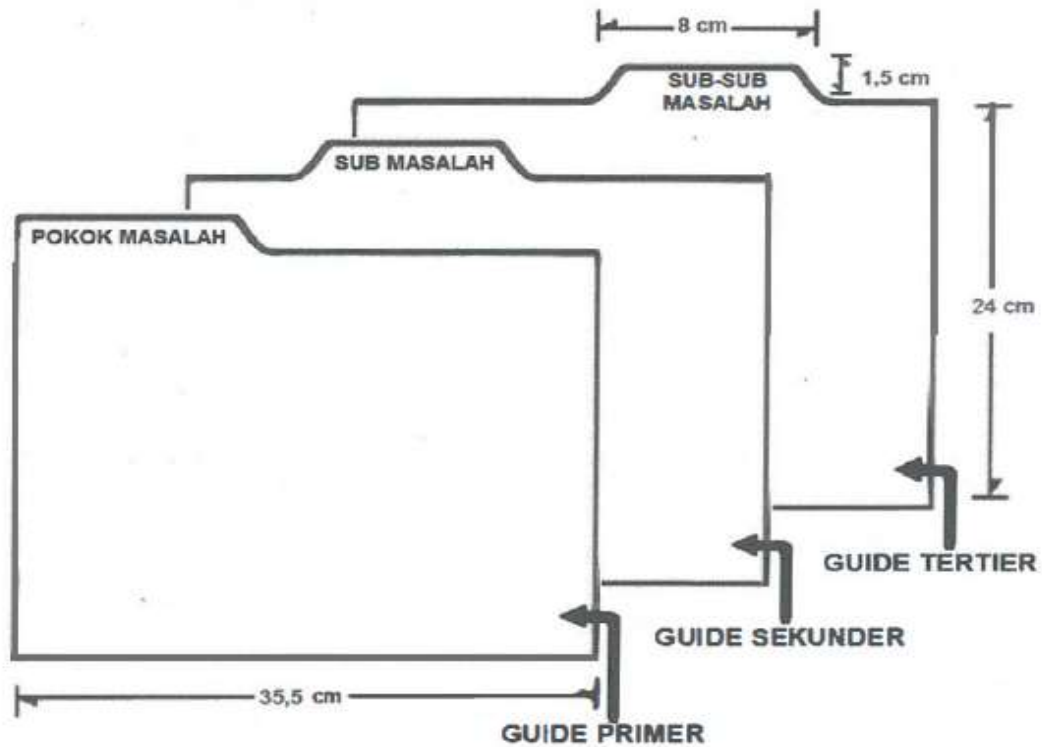 8 cm
1,5 cm
SUB-SUB
MASALAH
SUB MASALAH
POKOK MASALAH
24 cm
GUIDE TERTIER
GUIDE SEKUNDER
35,5 cm
GUIDE PRIMER